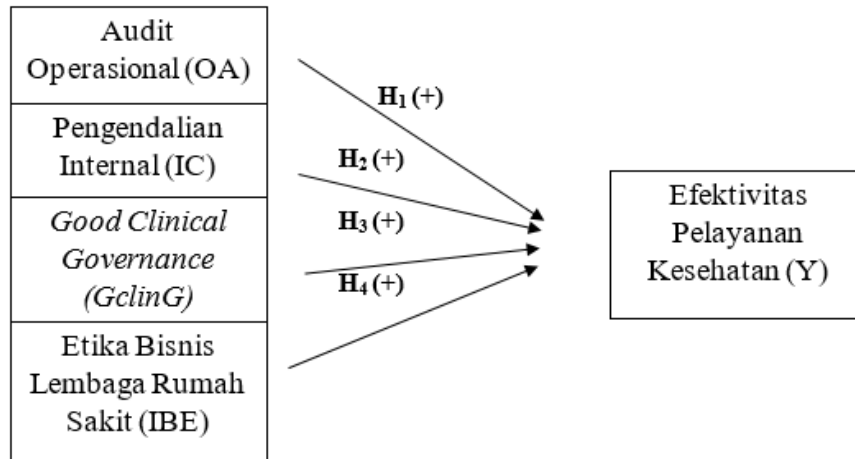 Audit
Operasional (OA)
Pengendalian
Internal (IC)
Good Clinical
Governance
(GclinG)
Etika Bisnis
Lembaga Rumah
Sakit (IBE)
H₁ (+)
H₂ (+)
H₃ (+)
H₄ (+)
Efektivitas
Pelayanan
Kesehatan (Y)